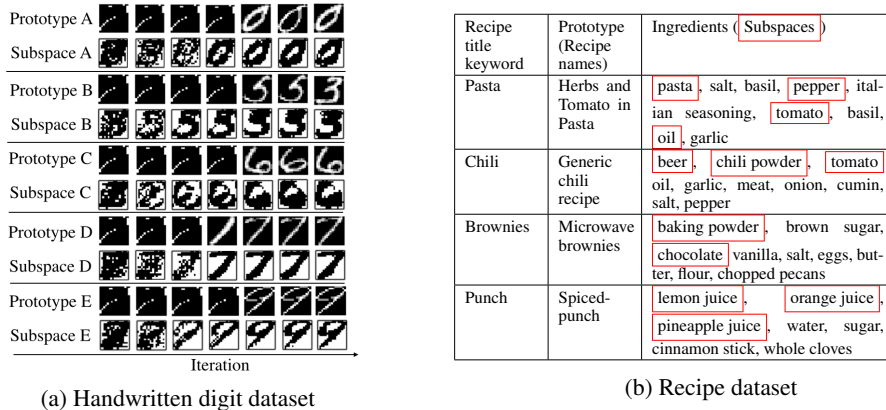 Prototype A
Subspace A
Prototype B
Subspace B
Prototype C
Subspace C
Prototype D
Subspace D
Prototype E
Subspace E
Iteration
(a) Handwritten digit dataset
Recipe title keyword
Prototype (Recipe names)
Ingredients ( Subspaces )
Pasta
Herbs and Tomato in Pasta
pasta , salt, basil, pepper , ital-
ian seasoning, tomato , basil,
oil , garlic
Chili
Generic chili recipe
beer , chili powder , tomato
oil, garlic, meat, onion, cumin,
salt, pepper
Brownies
Microwave brownies
baking powder , brown sugar,
chocolate vanilla, salt, eggs, but-
ter, flour, chopped pecans
Punch
Spiced-punch
lemon juice , orange juice ,
pineapple juice , water, sugar,
cinnamon stick, whole cloves
(b) Recipe dataset